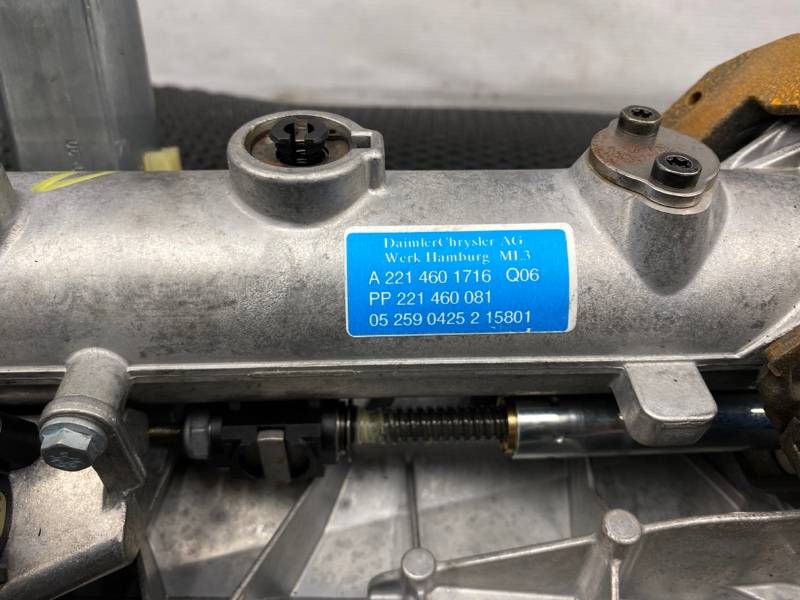 DaimlerChrysler AG
Werk Hamburg ML3
A 221 460 1716 Q06
PP 221 460 081
05 259 0425 2 15801